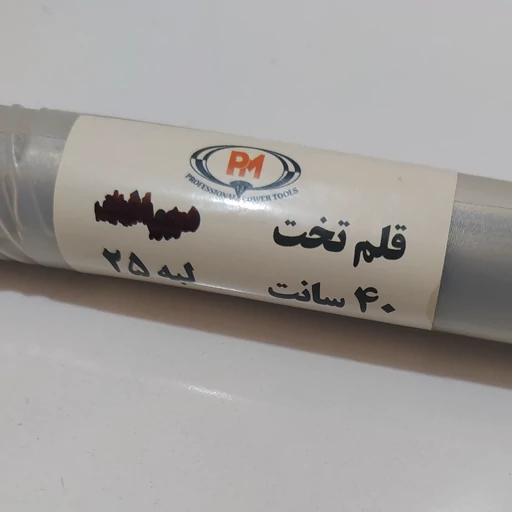 PM
PROFESSIONAL POWER TOOLS
قلم تخت
۴۰ سانت
لبه ۲۵